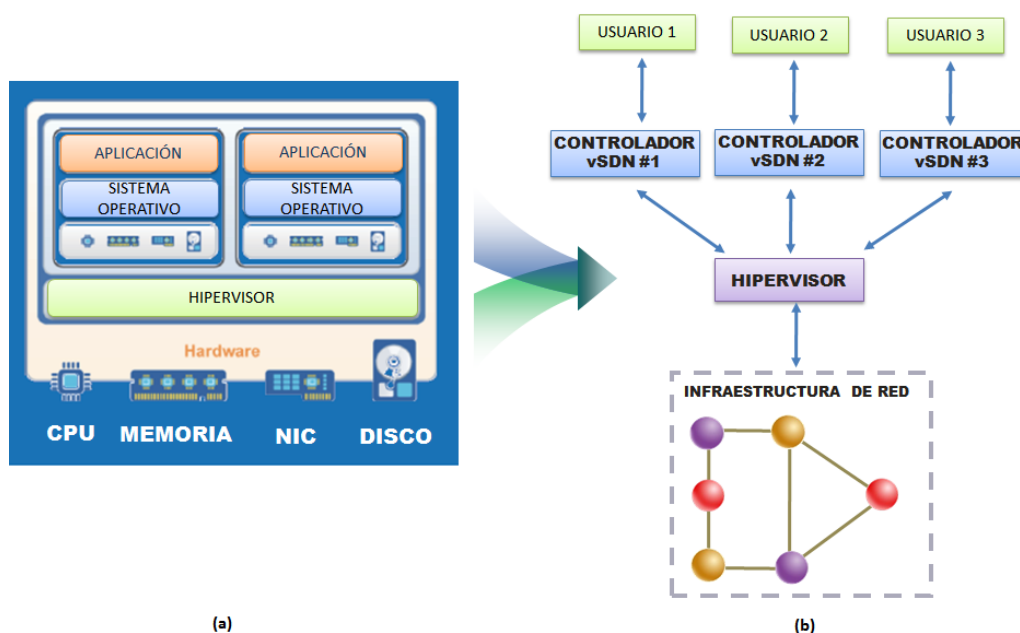 APLICACIÓN
SISTEMA
OPERATIVO
APLICACIÓN
SISTEMA
OPERATIVO
HIPERVISOR
Hardware
CPU
MEMORIA
NIC
DISCO
(a)
USUARIO 1
USUARIO 2
USUARIO 3
CONTROLADOR
vSDN #1
CONTROLADOR
vSDN #2
CONTROLADOR
vSDN #3
HIPERVISOR
INFRAESTRUCTURA DE RED
(b)